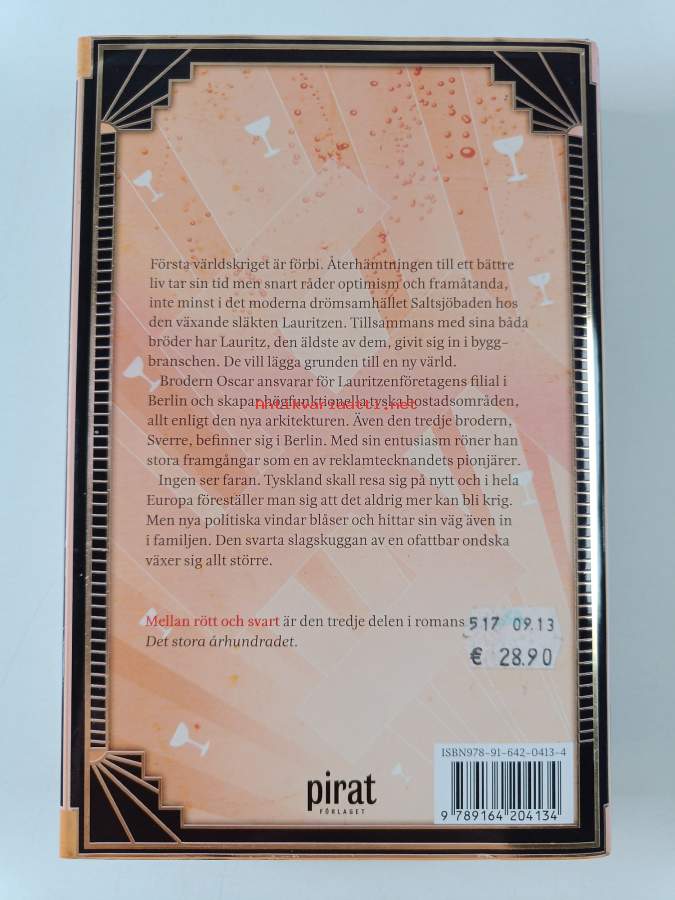 Första världskriget är förbi. Återhämtningen till ett bättre
liv tar sin tid men snart råder optimism och framåtanda,
inte minst i det moderna drömsamhället Saltsjöbaden hos
den växande släkten Lauritzen. Tillsammans med sina båda
bröder har Lauritz, den äldste av dem, givit sig in i bygg-
branschen. De vill lägga grunden till en ny värld.
Brodern Oscar ansvarar för Lauritzenföretagens filial i
Berlin och skapar högfunktionella tyska bostadsområden,
Antikvariaatti.net
allt enligt den nya arkitekturen. Även den tredje brodern,
Sverre, befinner sig i Berlin. Med sin entusiasm röner han
stora framgångar som en av reklamtecknandets pionjärer.
Ingen ser faran. Tyskland skall resa sig på nytt och i hela
Europa föreställer man sig att det aldrig mer kan bli krig.
Men nya politiska vindar blåser och hittar sin väg även in
i familjen. Den svarta slagskuggan av en ofattbar ondska
växer sig allt större.
Mellan rött och svart är den tredje delen i romans
Det stora århundradet.
517 09.13
€ 28.90
ISBN978-91-642-0413-4
9 789164 204134
pirat
FÖRLAGET